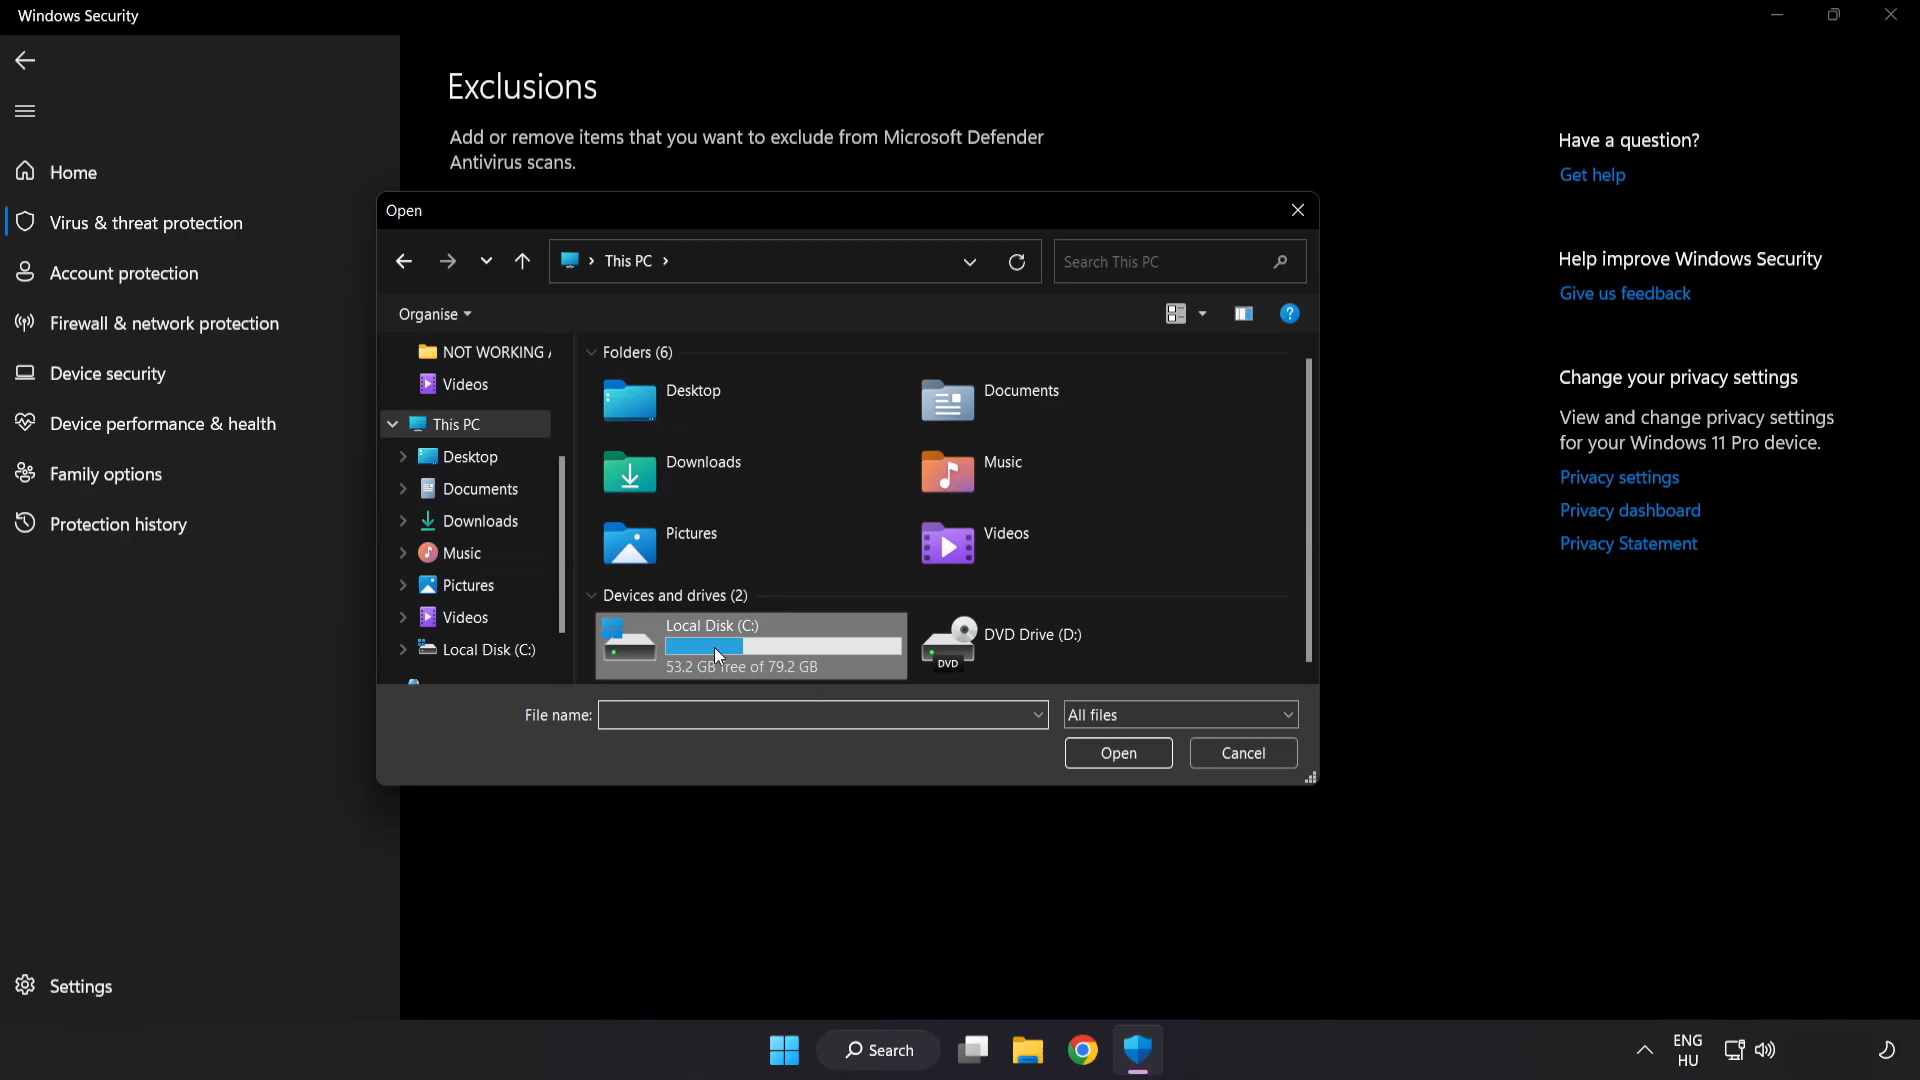 Windows Security
Home
Virus & threat protection
Account protection
Firewall & network protection
Device security
Device performance & health
Family options
Protection history
Settings
Exclusions
Add or remove items that you want to exclude from Microsoft Defender
Antivirus scans.
Open
This PC
Search This PC
Organise
NOT WORKING
Videos
This PC
Desktop
Documents
Downloads
Music
Pictures
Videos
Local Disk (C:)
Folders (6)
Desktop
Documents
Downloads
Music
Pictures
Videos
Devices and drives (2)
Local Disk (C:)
53.2 GB free of 79.2 GB
DVD Drive (D:)
DVD
File name:
All files
Open
Cancel
Have a question?
Get help
Help improve Windows Security
Give us feedback
Change your privacy settings
View and change privacy settings
for your Windows 11 Pro device.
Privacy settings
Privacy dashboard
Privacy Statement
Search
ENG
HU